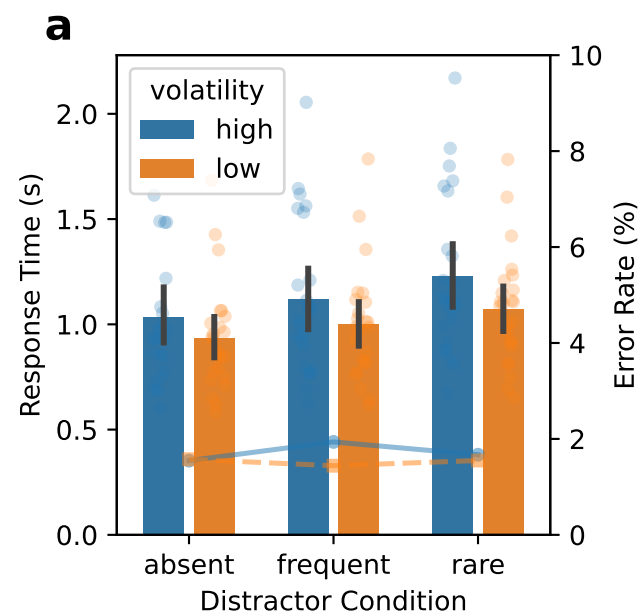 a
volatility
high
low
Response Time (s)
2.0
1.5
1.0
0.5
0.0
10
8
6
4
2
0
Error Rate (%)
absent frequent rare
Distractor Condition